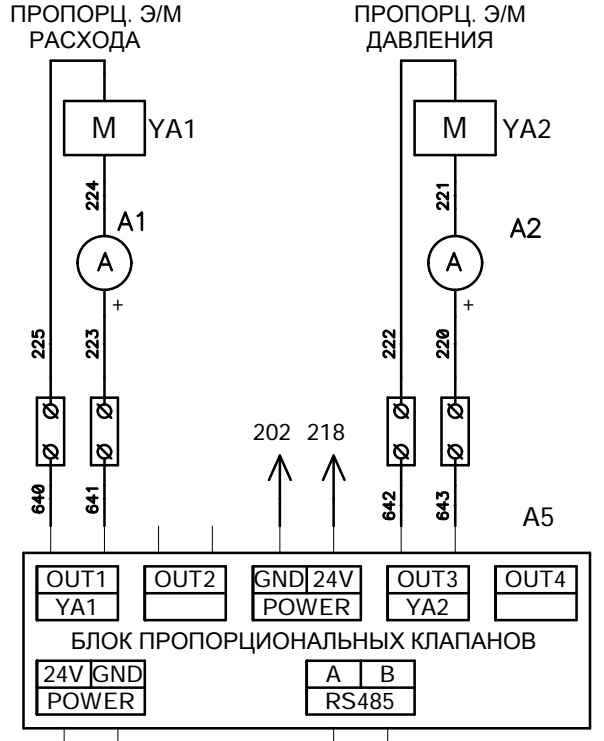 ПРОПОРЦ. Э/М ПРОПОРЦ. Э/М
РАСХОДА ДАВЛЕНИЯ
M YA1 M YA2
224 221
A1 A2
A A
+ +
225 223 222 220
202 218
640 641 642 643
A5
OUT1 OUT2 GND 24V OUT3 OUT4
YA1 POWER YA2
БЛОК ПРОПОРЦИОНАЛЬНЫХ КЛАПАНОВ
24V GND A B
POWER RS485